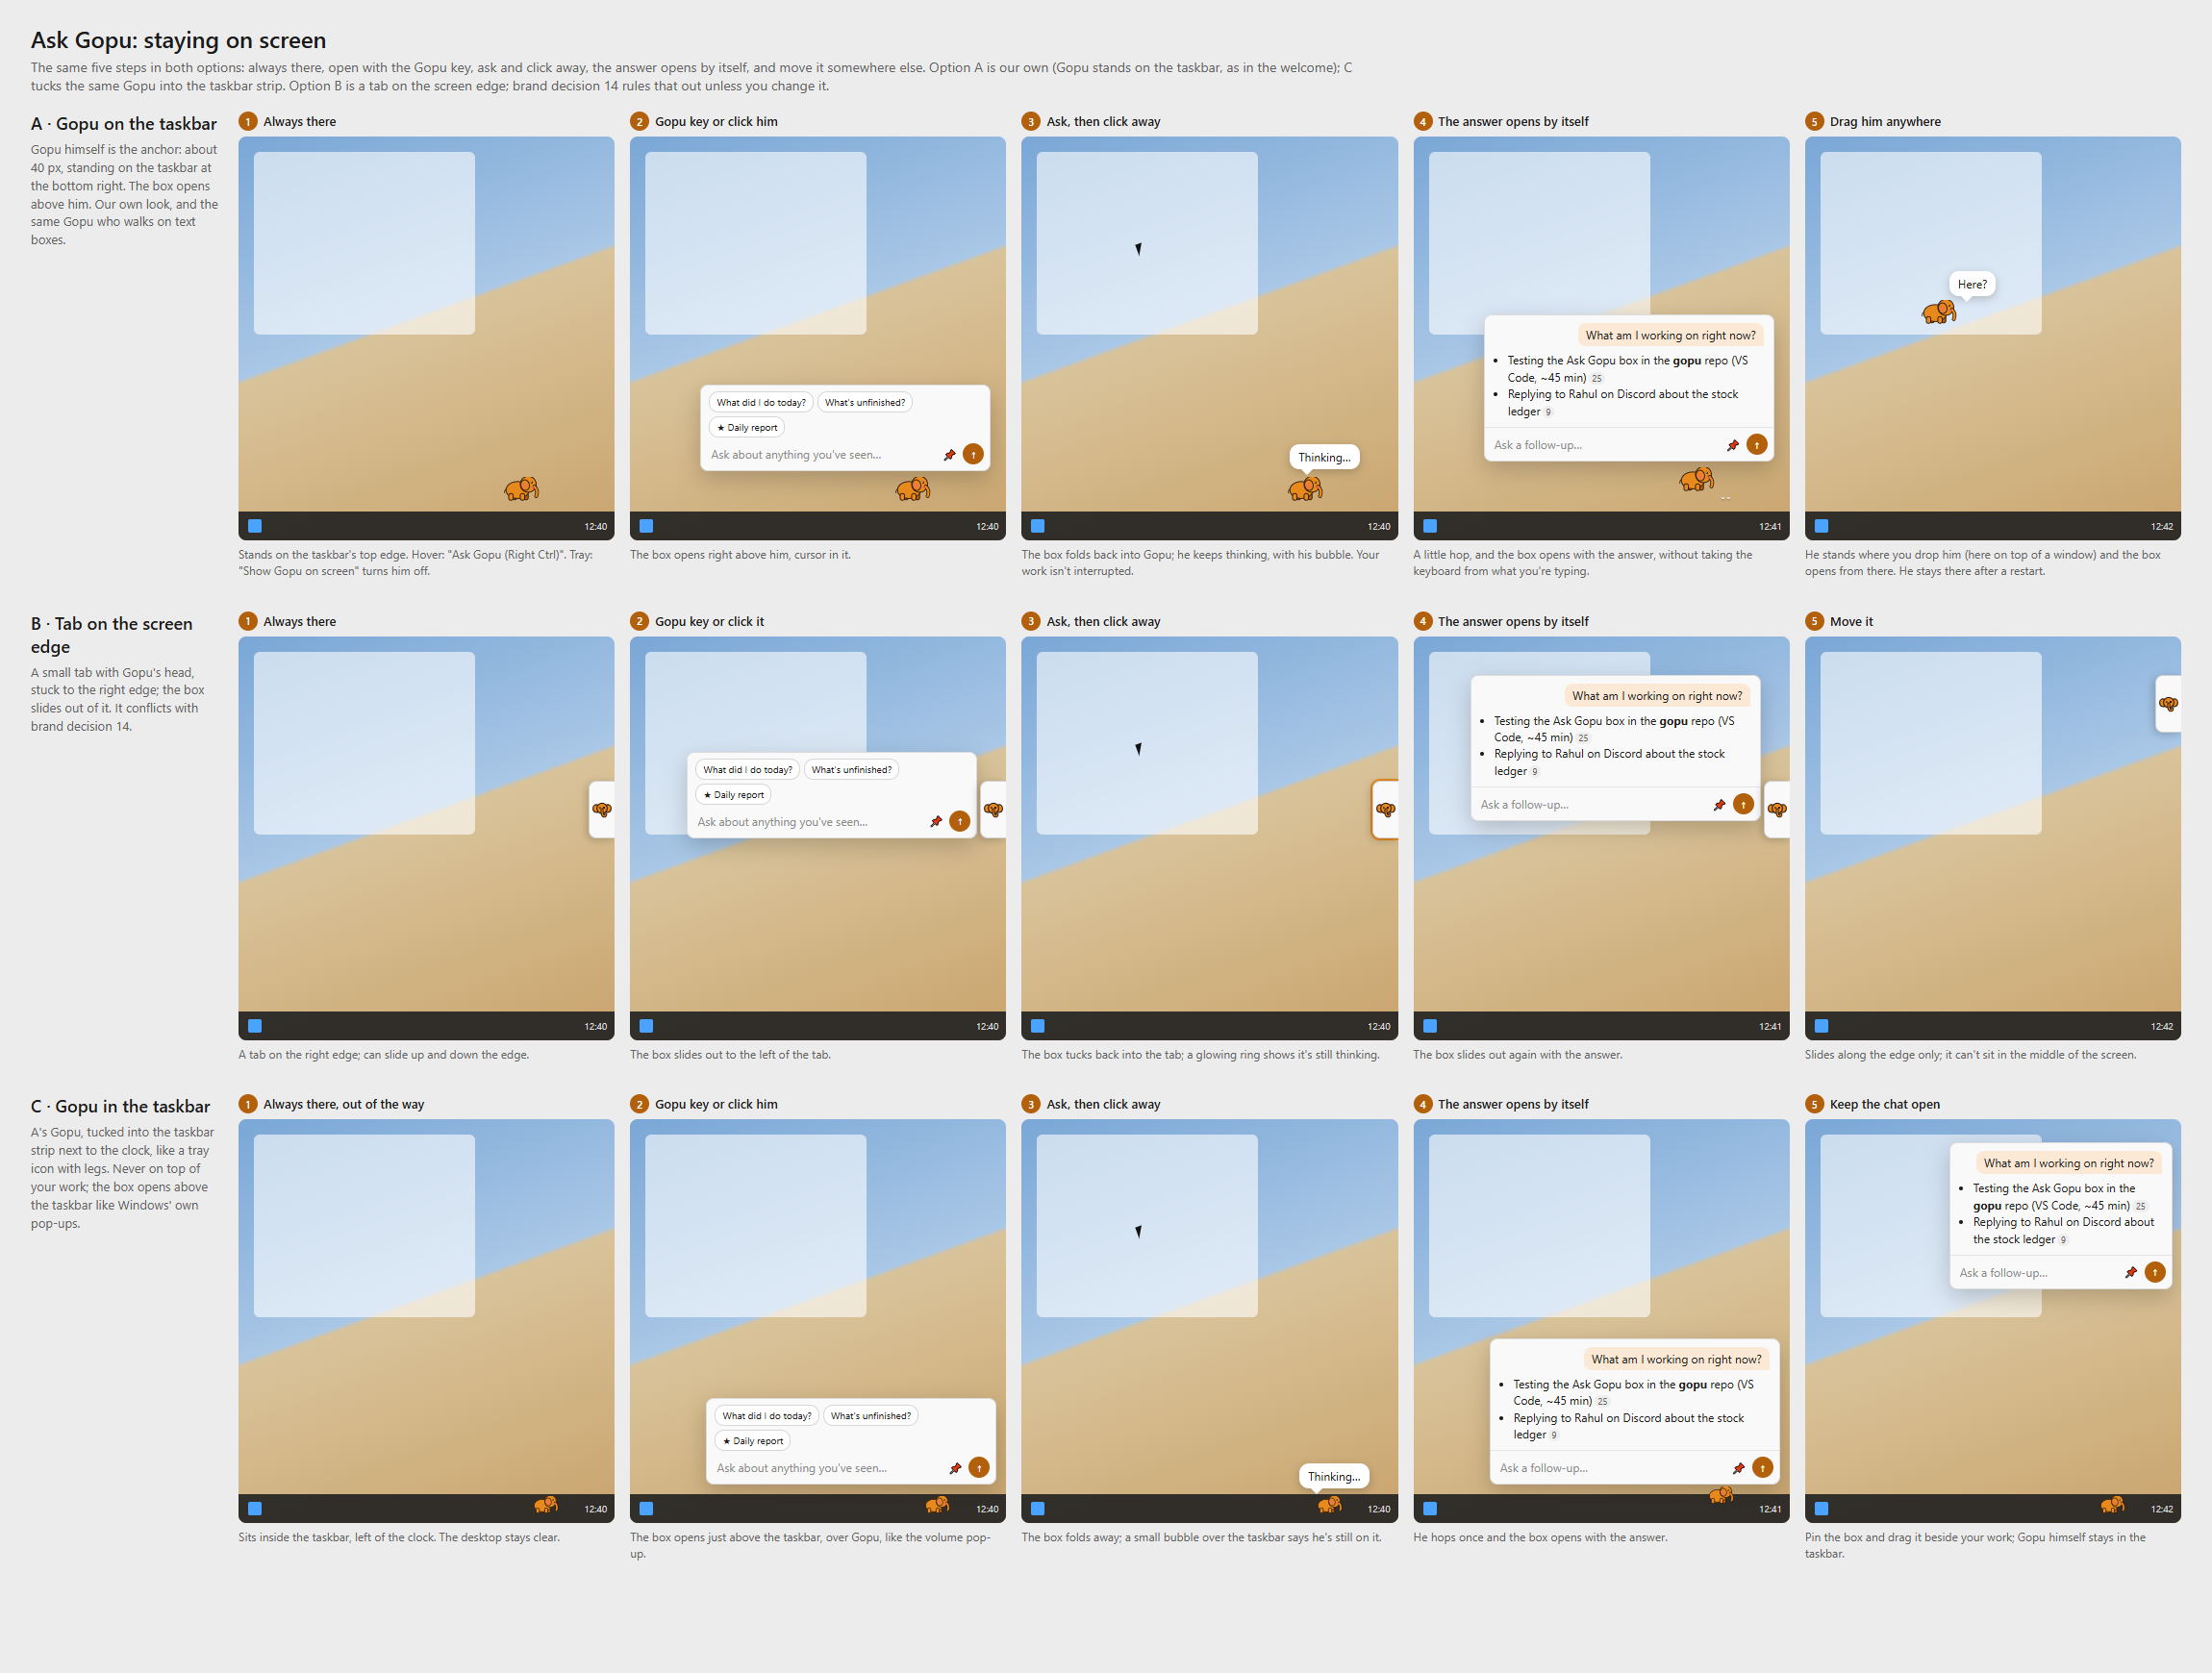 Ask Gopu: staying on screen
The same five steps in both options: always there, open with the Gopu key, ask and click away, the answer opens by itself, and move it somewhere else. Option A is our own (Gopu stands on the taskbar, as in the welcome); C
tucks the same Gopu into the taskbar strip. Option B is a tab on the screen edge; brand decision 14 rules that out unless you change it.
A · Gopu on the taskbar
Gopu himself is the anchor: about
40 px, standing on the taskbar at
the bottom right. The box opens
above him. Our own look, and the
same Gopu who walks on text
boxes.
1 Always there
12:40
Stands on the taskbar's top edge. Hover: "Ask Gopu (Right Ctrl)". Tray:
"Show Gopu on screen" turns him off.
2 Gopu key or click him
What did I do today? What's unfinished?
★ Daily report
Ask about anything you've seen... ↑
12:40
The box opens right above him, cursor in it.
3 Ask, then click away
Thinking...
12:40
The box folds back into Gopu; he keeps thinking, with his bubble. Your
work isn't interrupted.
4 The answer opens by itself
What am I working on right now?
• Testing the Ask Gopu box in the gopu repo (VS
Code, ~45 min) 25
• Replying to Rahul on Discord about the stock
ledger 9
Ask a follow-up... ↑
12:41
A little hop, and the box opens with the answer, without taking the
keyboard from what you're typing.
5 Drag him anywhere
Here?
12:42
He stands where you drop him (here on top of a window) and the box
opens from there. He stays there after a restart.
B · Tab on the screen
edge
A small tab with Gopu's head,
stuck to the right edge; the box
slides out of it. It conflicts with
brand decision 14.
1 Always there
12:40
A tab on the right edge; can slide up and down the edge.
2 Gopu key or click it
What did I do today? What's unfinished?
★ Daily report
Ask about anything you've seen... ↑
12:40
The box slides out to the left of the tab.
3 Ask, then click away
12:40
The box tucks back into the tab; a glowing ring shows it's still thinking.
4 The answer opens by itself
What am I working on right now?
• Testing the Ask Gopu box in the gopu repo (VS
Code, ~45 min) 25
• Replying to Rahul on Discord about the stock
ledger 9
Ask a follow-up... ↑
12:41
The box slides out again with the answer.
5 Move it
12:42
Slides along the edge only; it can't sit in the middle of the screen.
C · Gopu in the taskbar
A's Gopu, tucked into the taskbar
strip next to the clock, like a tray
icon with legs. Never on top of
your work; the box opens above
the taskbar like Windows' own
pop-ups.
1 Always there, out of the way
12:40
Sits inside the taskbar, left of the clock. The desktop stays clear.
2 Gopu key or click him
What did I do today? What's unfinished?
★ Daily report
Ask about anything you've seen... ↑
12:40
The box opens just above the taskbar, over Gopu, like the volume pop-
up.
3 Ask, then click away
Thinking...
12:40
The box folds away; a small bubble over the taskbar says he's still on it.
4 The answer opens by itself
What am I working on right now?
• Testing the Ask Gopu box in the gopu repo (VS
Code, ~45 min) 25
• Replying to Rahul on Discord about the stock
ledger 9
Ask a follow-up... ↑
12:41
He hops once and the box opens with the answer.
5 Keep the chat open
What am I working on right now?
• Testing the Ask Gopu box in the
gopu repo (VS Code, ~45 min) 25
• Replying to Rahul on Discord about
the stock ledger 9
Ask a follow-up... ↑
12:42
Pin the box and drag it beside your work; Gopu himself stays in the
taskbar.